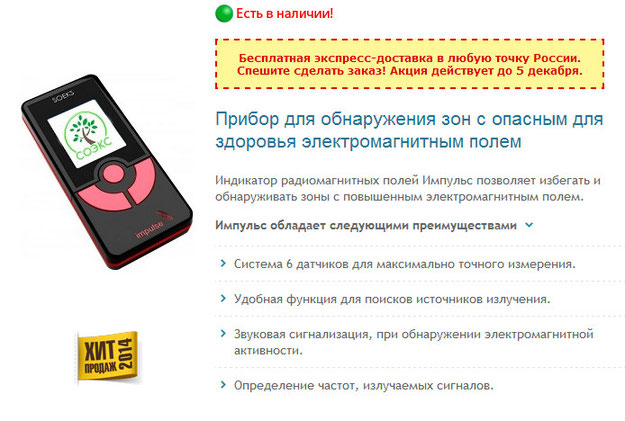 Есть в наличии!
Бесплатная экспресс-доставка в любую точку России.
Спешите сделать заказ! Акция действует до 5 декабря.
SOEKS
СОЭКС
impulse
Прибор для обнаружения зон с опасным для
здоровья электромагнитным полем
Индикатор радиомагнитных полей Импульс позволяет избегать и
обнаруживать зоны с повышенным электромагнитным полем.
Импульс обладает следующими преимуществами
Система 6 датчиков для максимально точного измерения.
Удобная функция для поисков источников излучения.
Звуковая сигнализация, при обнаружении электромагнитной
активности.
Определение частот, излучаемых сигналов.
ХИТ
ПРОДАЖ
2014